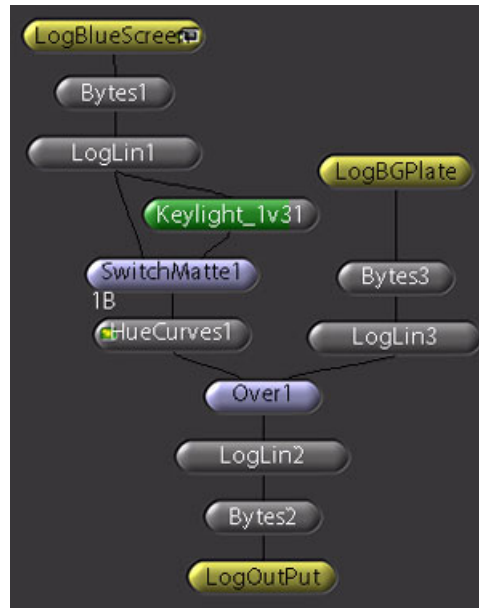 LogBlueScreen
Bytes1
LogLin1
LogBGPlate
Keylight_1v31
SwitchMatte1
Bytes3
1B
HueCurves1
LogLin3
Over1
LogLin2
Bytes2
LogOutPut